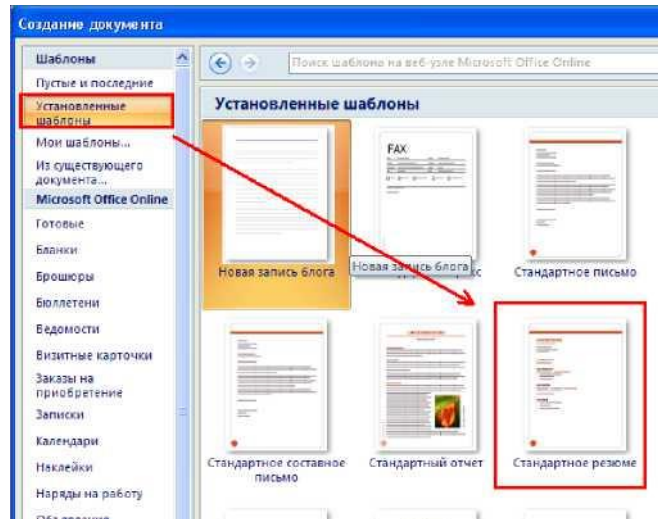 Создание документа
Шаблоны
Пустые и последние
Установленные
шаблоны
Мои шаблоны...
Из существующего
документа...
Microsoft Office Online
Готовые
Бланки
Брошюры
Бюллетени
Ведомости
Визитные карточки
Заказы на
приобретение
Записки
Календари
Наклейки
Наряды на работу
Поиск шаблона на веб-узле Microsoft Office Online
Установленные шаблоны
FAX
Новая запись блога
Новая запись блога
Стандартное письмо
Стандартное составное
письмо
Стандартный отчет
Стандартное резюме